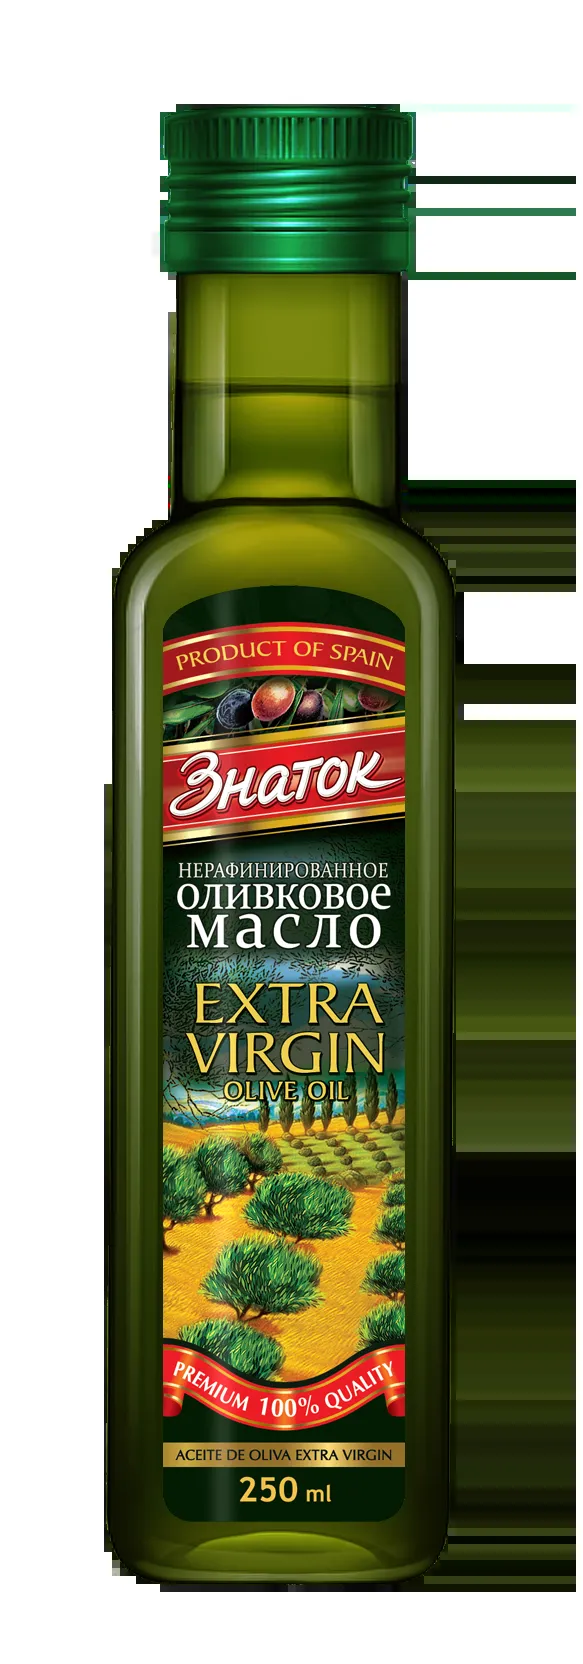 PRODUCT OF SPAIN
Знаток
НЕРАФИНИРОВАННОЕ
ОЛИВКОВОЕ
МАСЛО
EXTRA
VIRGIN
OLIVE OIL
PREMIUM 100% QUALITY
ACEITE DE OLIVA EXTRA VIRGIN
250 ml